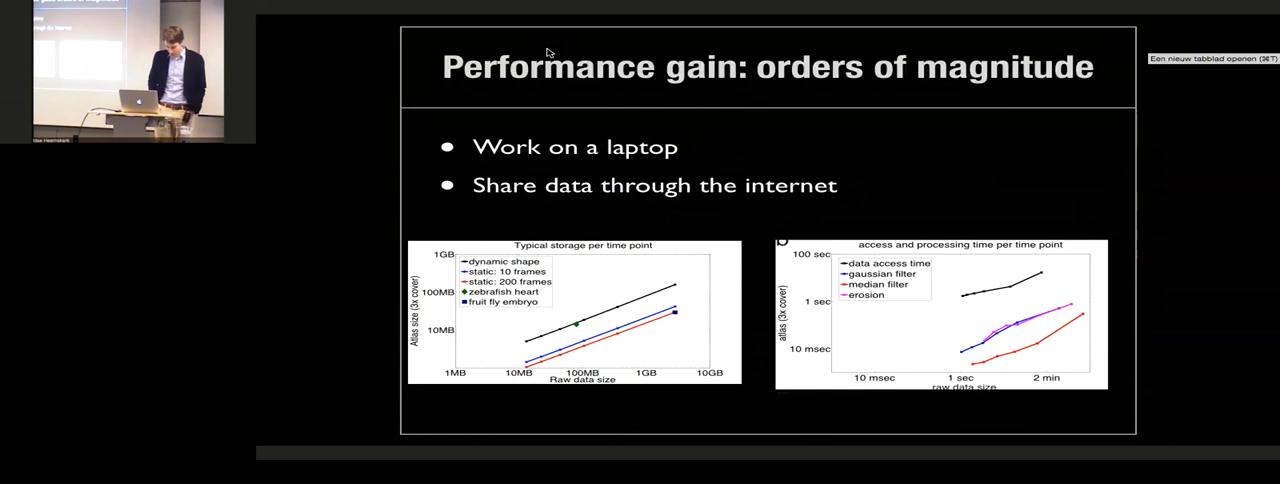 Performance gain: orders of magnitude
Een nieuw tabblad openen (⌘T)
● Work on a laptop
● Share data through the internet
Typical storage per time point
1GB
100MB
10MB
dynamic shape
static: 10 frames
static: 200 frames
zebrafish heart
fruit fly embryo
Atlas size (3x cover)
1MB 10MB 100MB 1GB 10GB
Raw data size
b
access and processing time per time point
100 sec
1 sec
10 msec
data access time
gaussian filter
median filter
erosion
atlas (3x cover)
10 msec 1 sec 2 min
raw data size